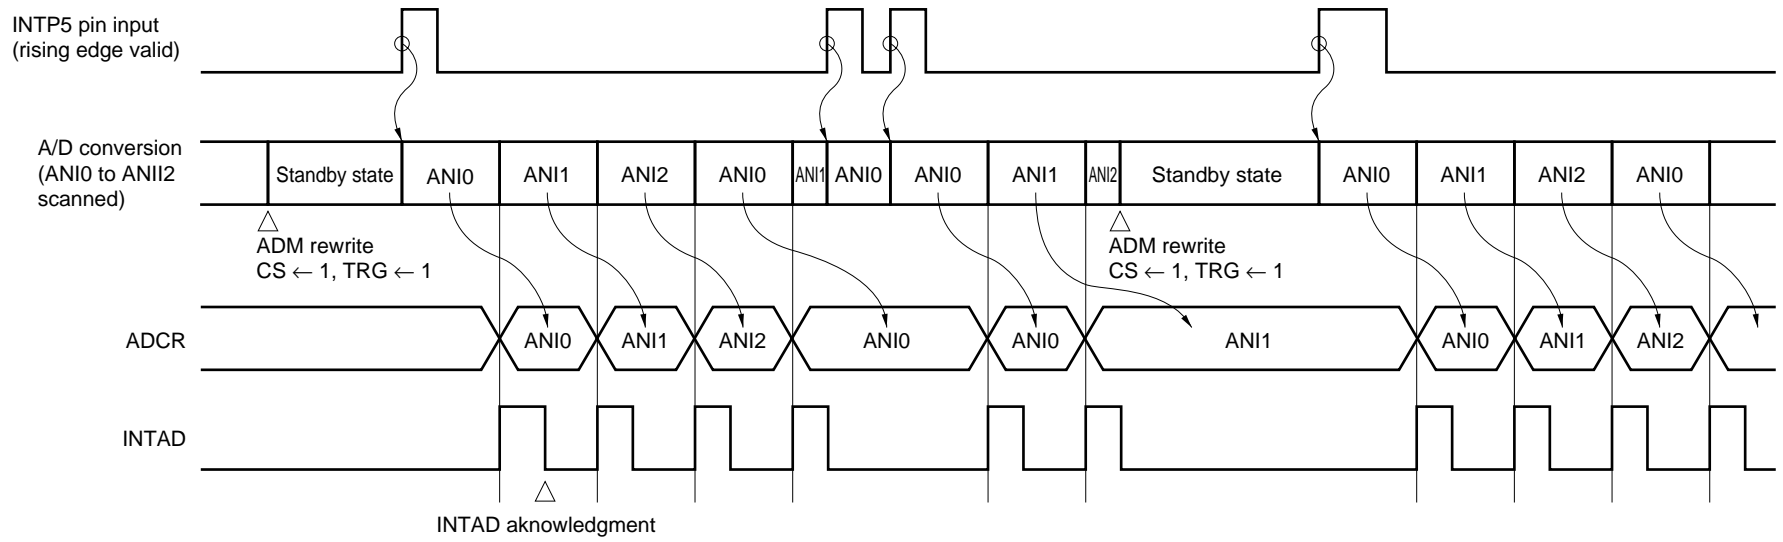 INTP5 pin input
(rising edge valid)
A/D conversion
(ANI0 to ANII2
scanned)
Standby state ANI0 ANI1 ANI2 ANI0 ANI1 ANI0 ANI0 ANI1 ANI2 Standby state ANI0 ANI1 ANI2 ANI0
ADM rewrite
CS ← 1, TRG ← 1
ADM rewrite
CS ← 1, TRG ← 1
ADCR ANI0 ANI1 ANI2 ANI0 ANI0 ANI1 ANI0 ANI1 ANI2
INTAD
INTAD aknowledgment